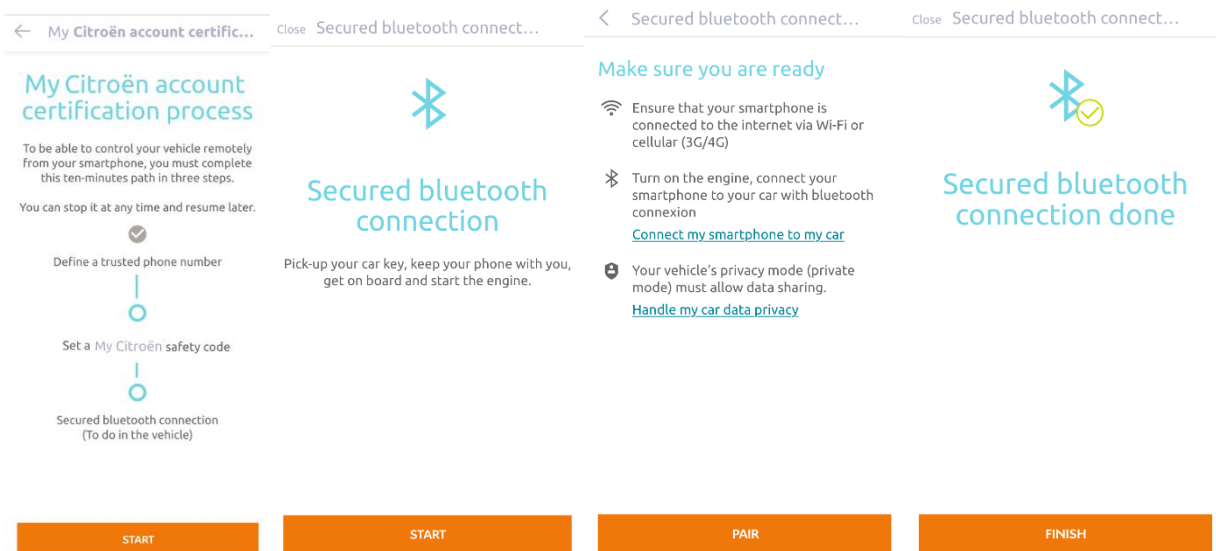 My Citroën account certific...
My Citroën account
certification process
To be able to control your vehicle remotely
from your smartphone, you must complete
this ten-minutes path in three steps.
You can stop it at any time and resume later.
Define a trusted phone number
Set a My Citroën safety code
Secured bluetooth connection
(To do in the vehicle)
START
Close Secured bluetooth connect...
Secured bluetooth
connection
Pick-up your car key, keep your phone with you,
get on board and start the engine.
START
Secured bluetooth connect...
Make sure you are ready
Ensure that your smartphone is
connected to the internet via Wi-Fi or
cellular (3G/4G)
Turn on the engine, connect your
smartphone to your car with bluetooth
connexion
Connect my smartphone to my car
Your vehicle's privacy mode (private
mode) must allow data sharing.
Handle my car data privacy
PAIR
Close Secured bluetooth connect...
Secured bluetooth
connection done
FINISH